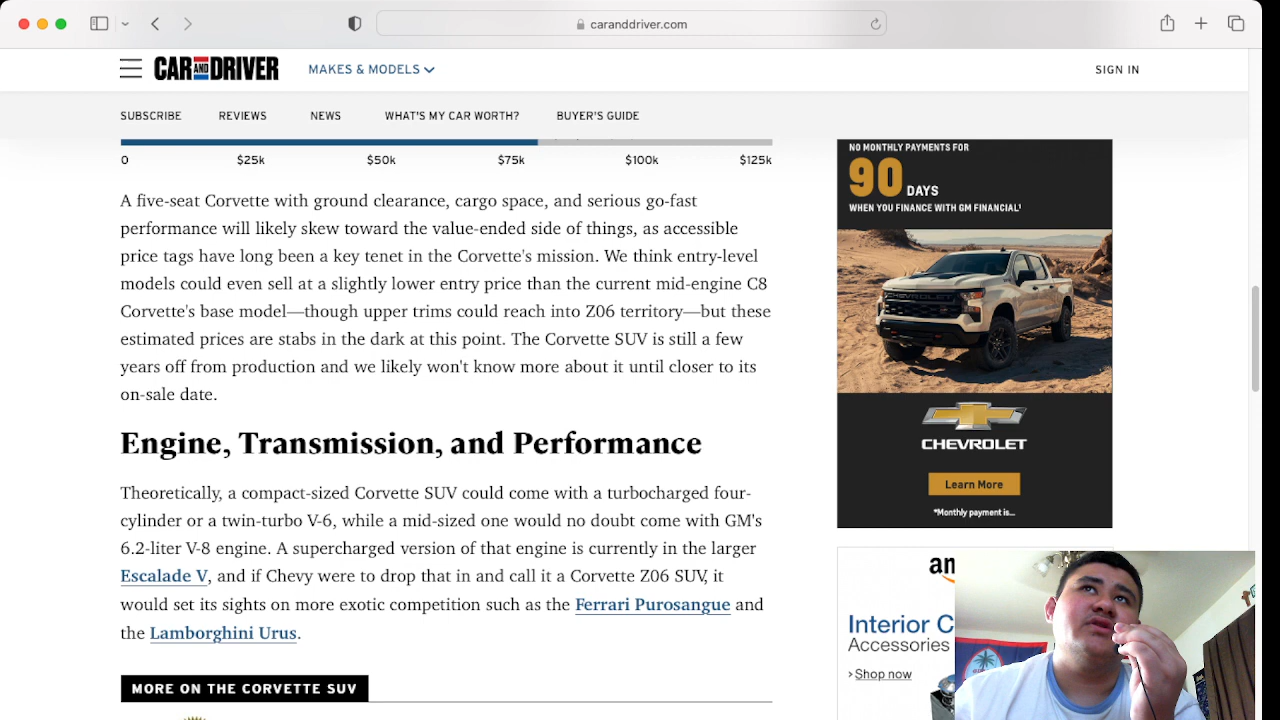 caranddriver.com
CAR AND DRIVER
MAKES & MODELS
SIGN IN
SUBSCRIBE
REVIEWS
NEWS
WHAT'S MY CAR WORTH?
BUYER'S GUIDE
0
$25k
$50k
$75k
$100k
$125k
A five-seat Corvette with ground clearance, cargo space, and serious go-fast
performance will likely skew toward the value-ended side of things, as accessible
price tags have long been a key tenet in the Corvette's mission. We think entry-level
models could even sell at a slightly lower entry price than the current mid-engine C8
Corvette's base model—though upper trims could reach into Z06 territory—but these
estimated prices are stabs in the dark at this point. The Corvette SUV is still a few
years off from production and we likely won't know more about it until closer to its
on-sale date.
Engine, Transmission, and Performance
Theoretically, a compact-sized Corvette SUV could come with a turbocharged four-
cylinder or a twin-turbo V-6, while a mid-sized one would no doubt come with GM's
6.2-liter V-8 engine. A supercharged version of that engine is currently in the larger
Escalade V, and if Chevy were to drop that in and call it a Corvette Z06 SUV, it
would set its sights on more exotic competition such as the Ferrari Purosangue and
the Lamborghini Urus.
MORE ON THE CORVETTE SUV
NO MONTHLY PAYMENTS FOR
90 DAYS
WHEN YOU FINANCE WITH GM FINANCIAL¹
CHEVROLET
CHEVROLET
Learn More
*Monthly payment is...
am
Interior C
Accessories
› Shop now